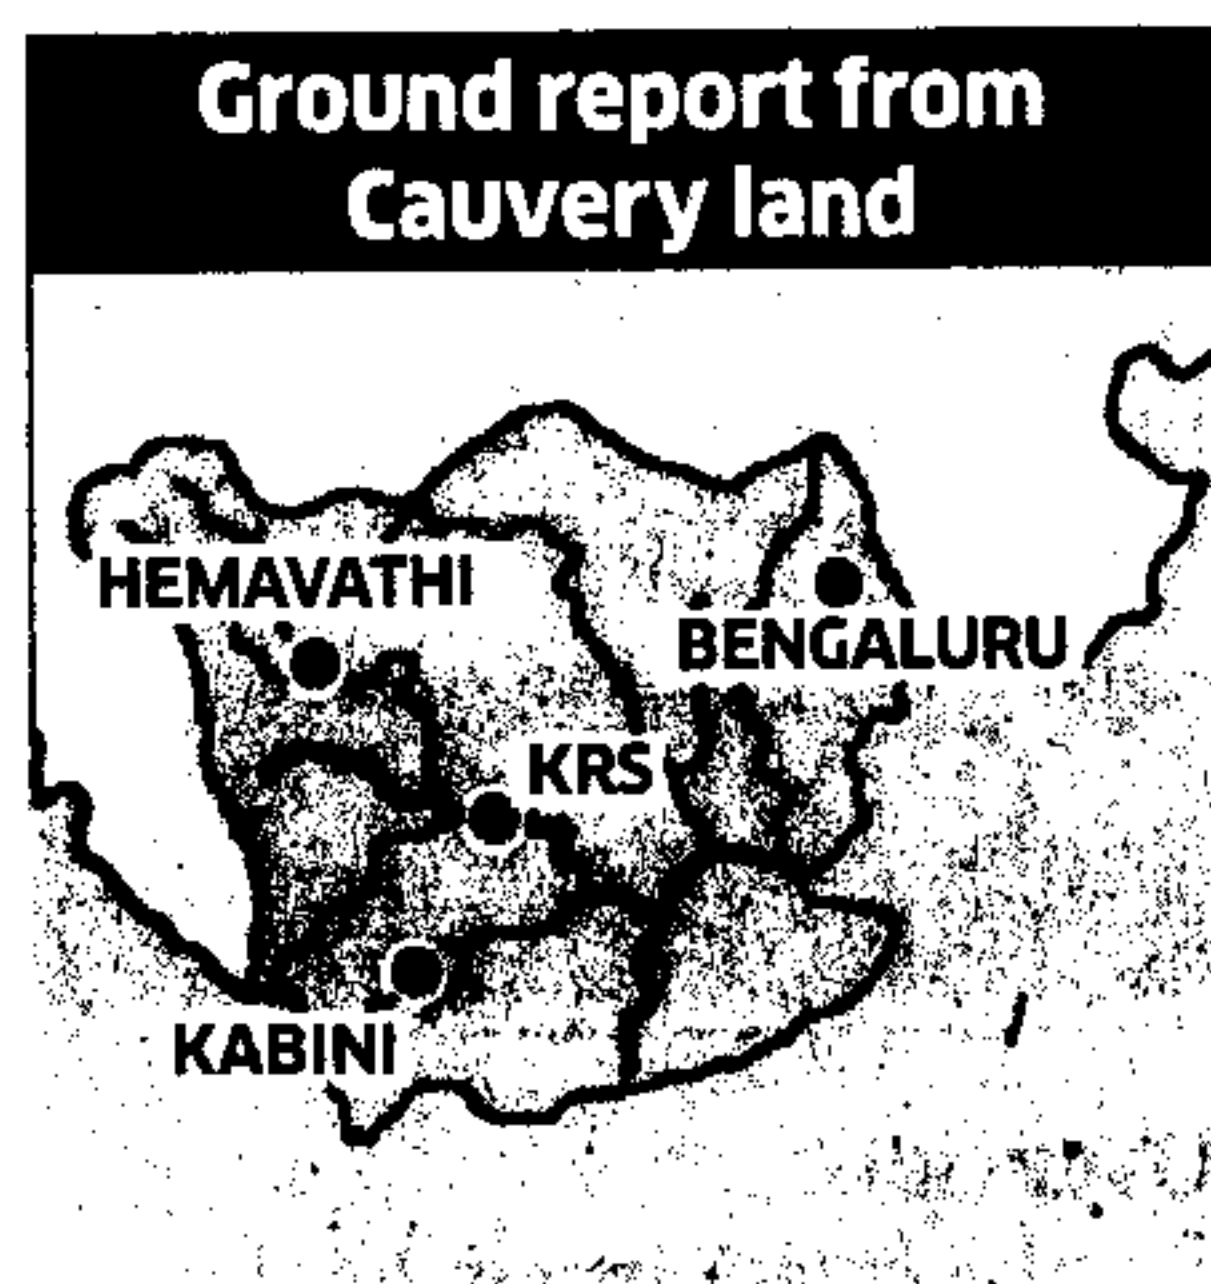 Ground report from
Cauvery land
HEMAVATHI
BENGALURU
KRS
KABINI